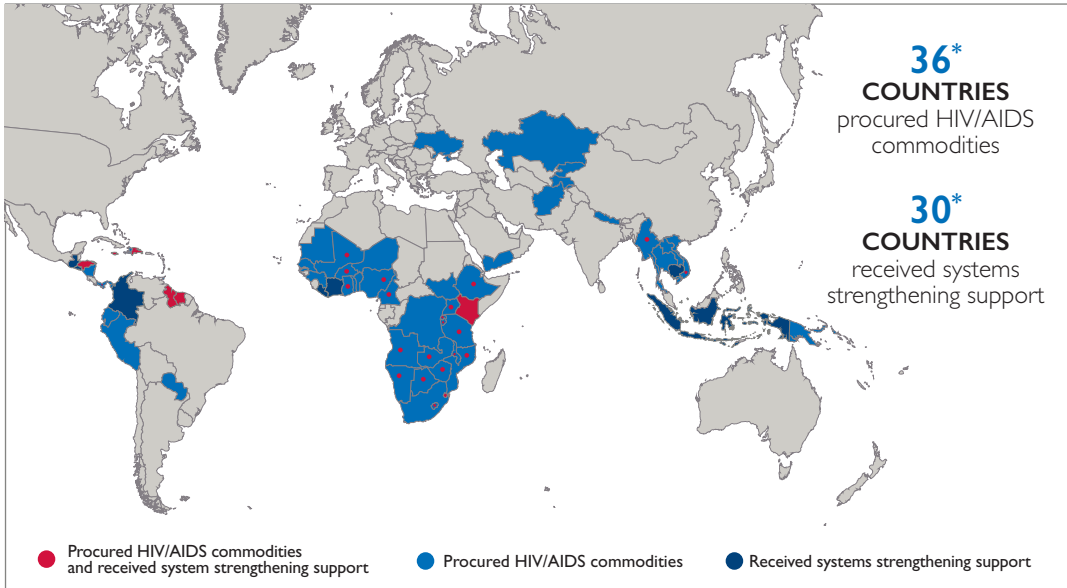 36*
COUNTRIES
procured HIV/AIDS
commodities
30*
COUNTRIES
received systems
strengthening support
Procured HIV/AIDS commodities
and received system strengthening support
Procured HIV/AIDS commodities
Received systems strengthening support